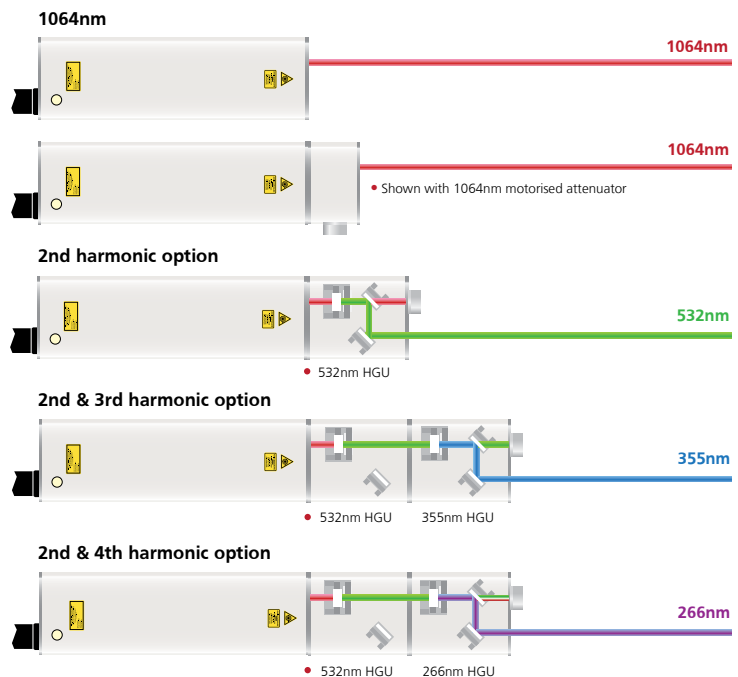 1064nm
1064nm
1064nm
• Shown with 1064nm motorised attenuator
2nd harmonic option
532nm
• 532nm HGU
2nd & 3rd harmonic option
355nm
• 532nm HGU 355nm HGU
2nd & 4th harmonic option
266nm
• 532nm HGU 266nm HGU